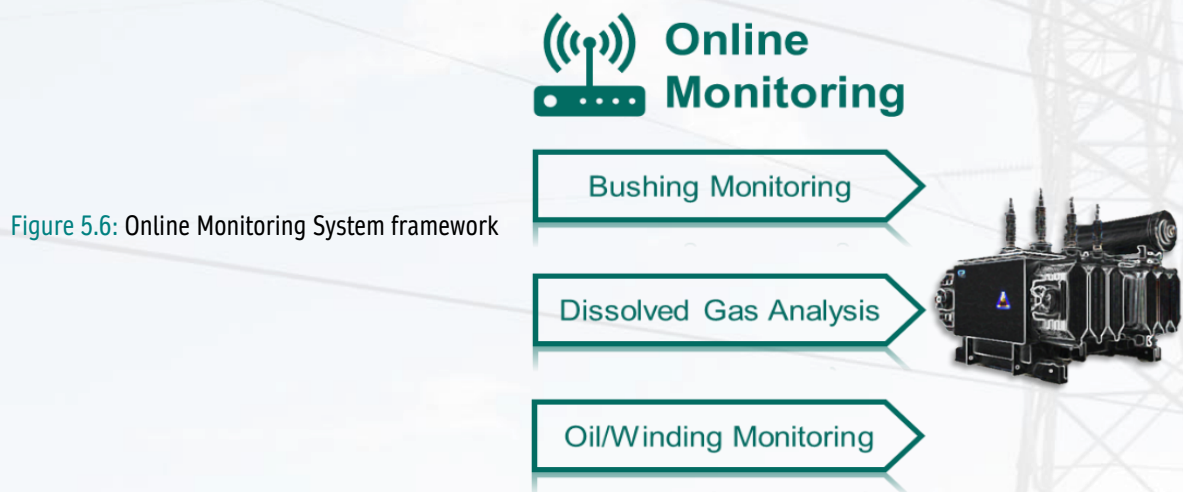 Online
Monitoring
Bushing Monitoring
Figure 5.6: Online Monitoring System framework
Dissolved Gas Analysis
Oil/Winding Monitoring